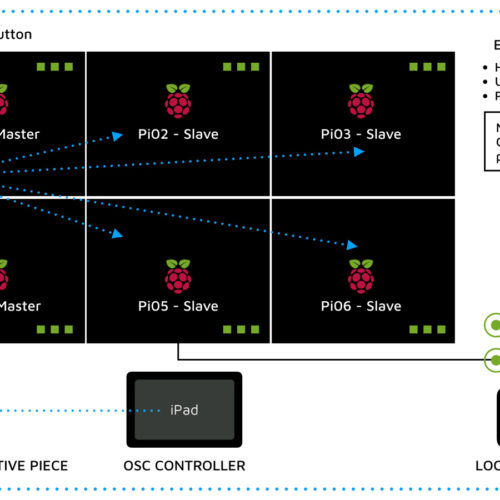 utton
E
• H
• U
• F
Master
Pi02 - Slave
Pi03 - Slave
Master
Pi05 - Slave
Pi06 - Slave
iPad
TIVE PIECE
OSC CONTROLLER
LOC